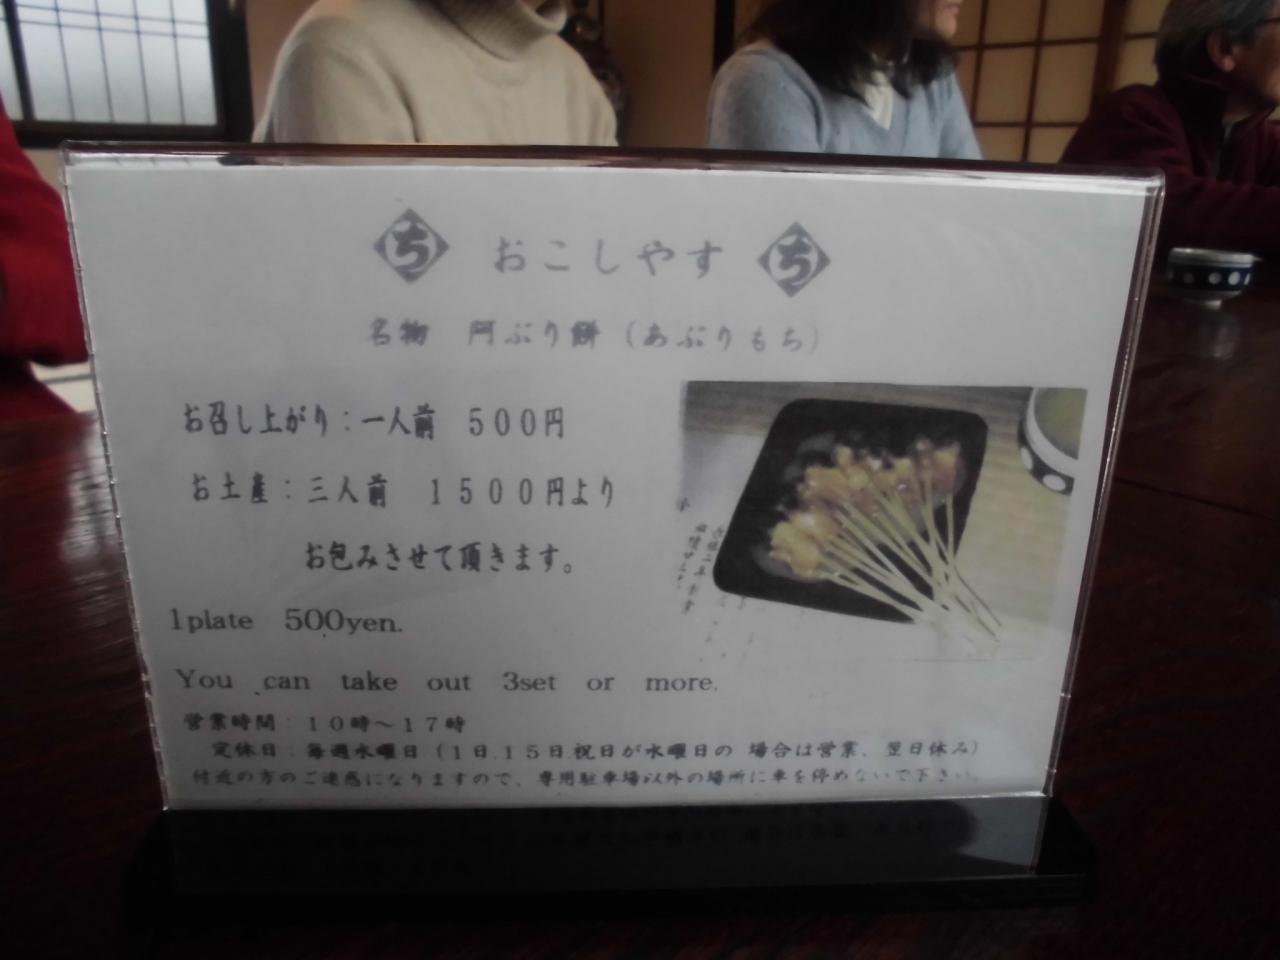 ち おこしやす ち
名物 阿ぶり餅（あぶりもち）
お召し上がり：一人前 500円
お土産：三人前 1500円より
お包みさせて頂きます。
1plate 500yen.
You can take out 3set or more.
営業時間：10時～17時
定休日：毎週水曜日（1日.15日.祝日が水曜日の 場合は営業、翌日休み）
付近の方のご迷惑になりますので、専用駐車場以外の場所に車を停めないで下さい。